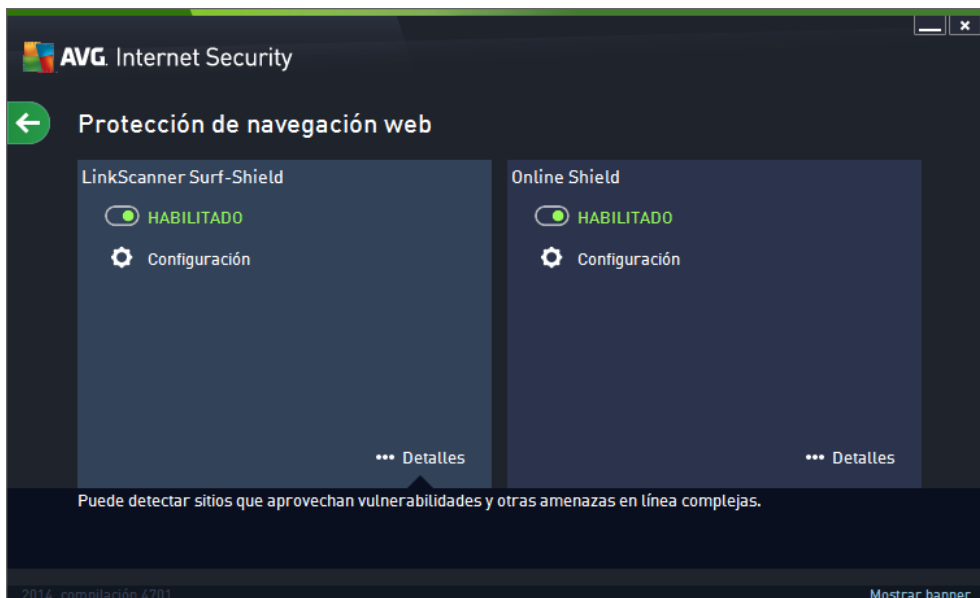 AVG. Internet Security
Protección de navegación web
LinkScanner Surf-Shield
HABILITADO
Configuración
Detalles
Online Shield
HABILITADO
Configuración
Detalles
Puede detectar sitios que aprovechan vulnerabilidades y otras amenazas en línea complejas.
2014, compilación 4701
Mostrar banner